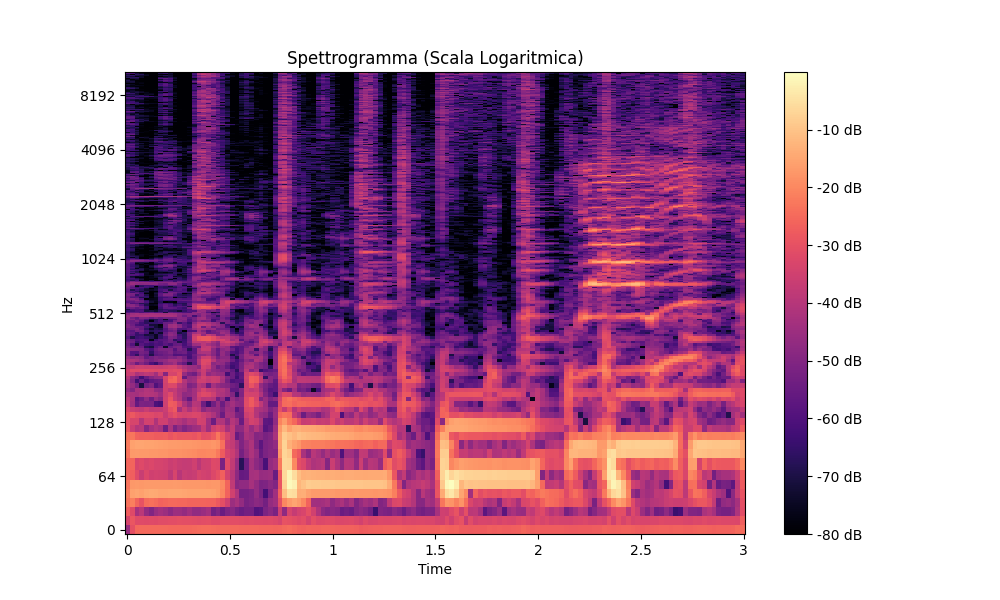 Spettrogramma (Scala Logaritmica)
8192
4096
2048
1024
512
256
128
64
0
Hz
0
0.5
1
1.5
2
2.5
3
Time
-10 dB
-20 dB
-30 dB
-40 dB
-50 dB
-60 dB
-70 dB
-80 dB